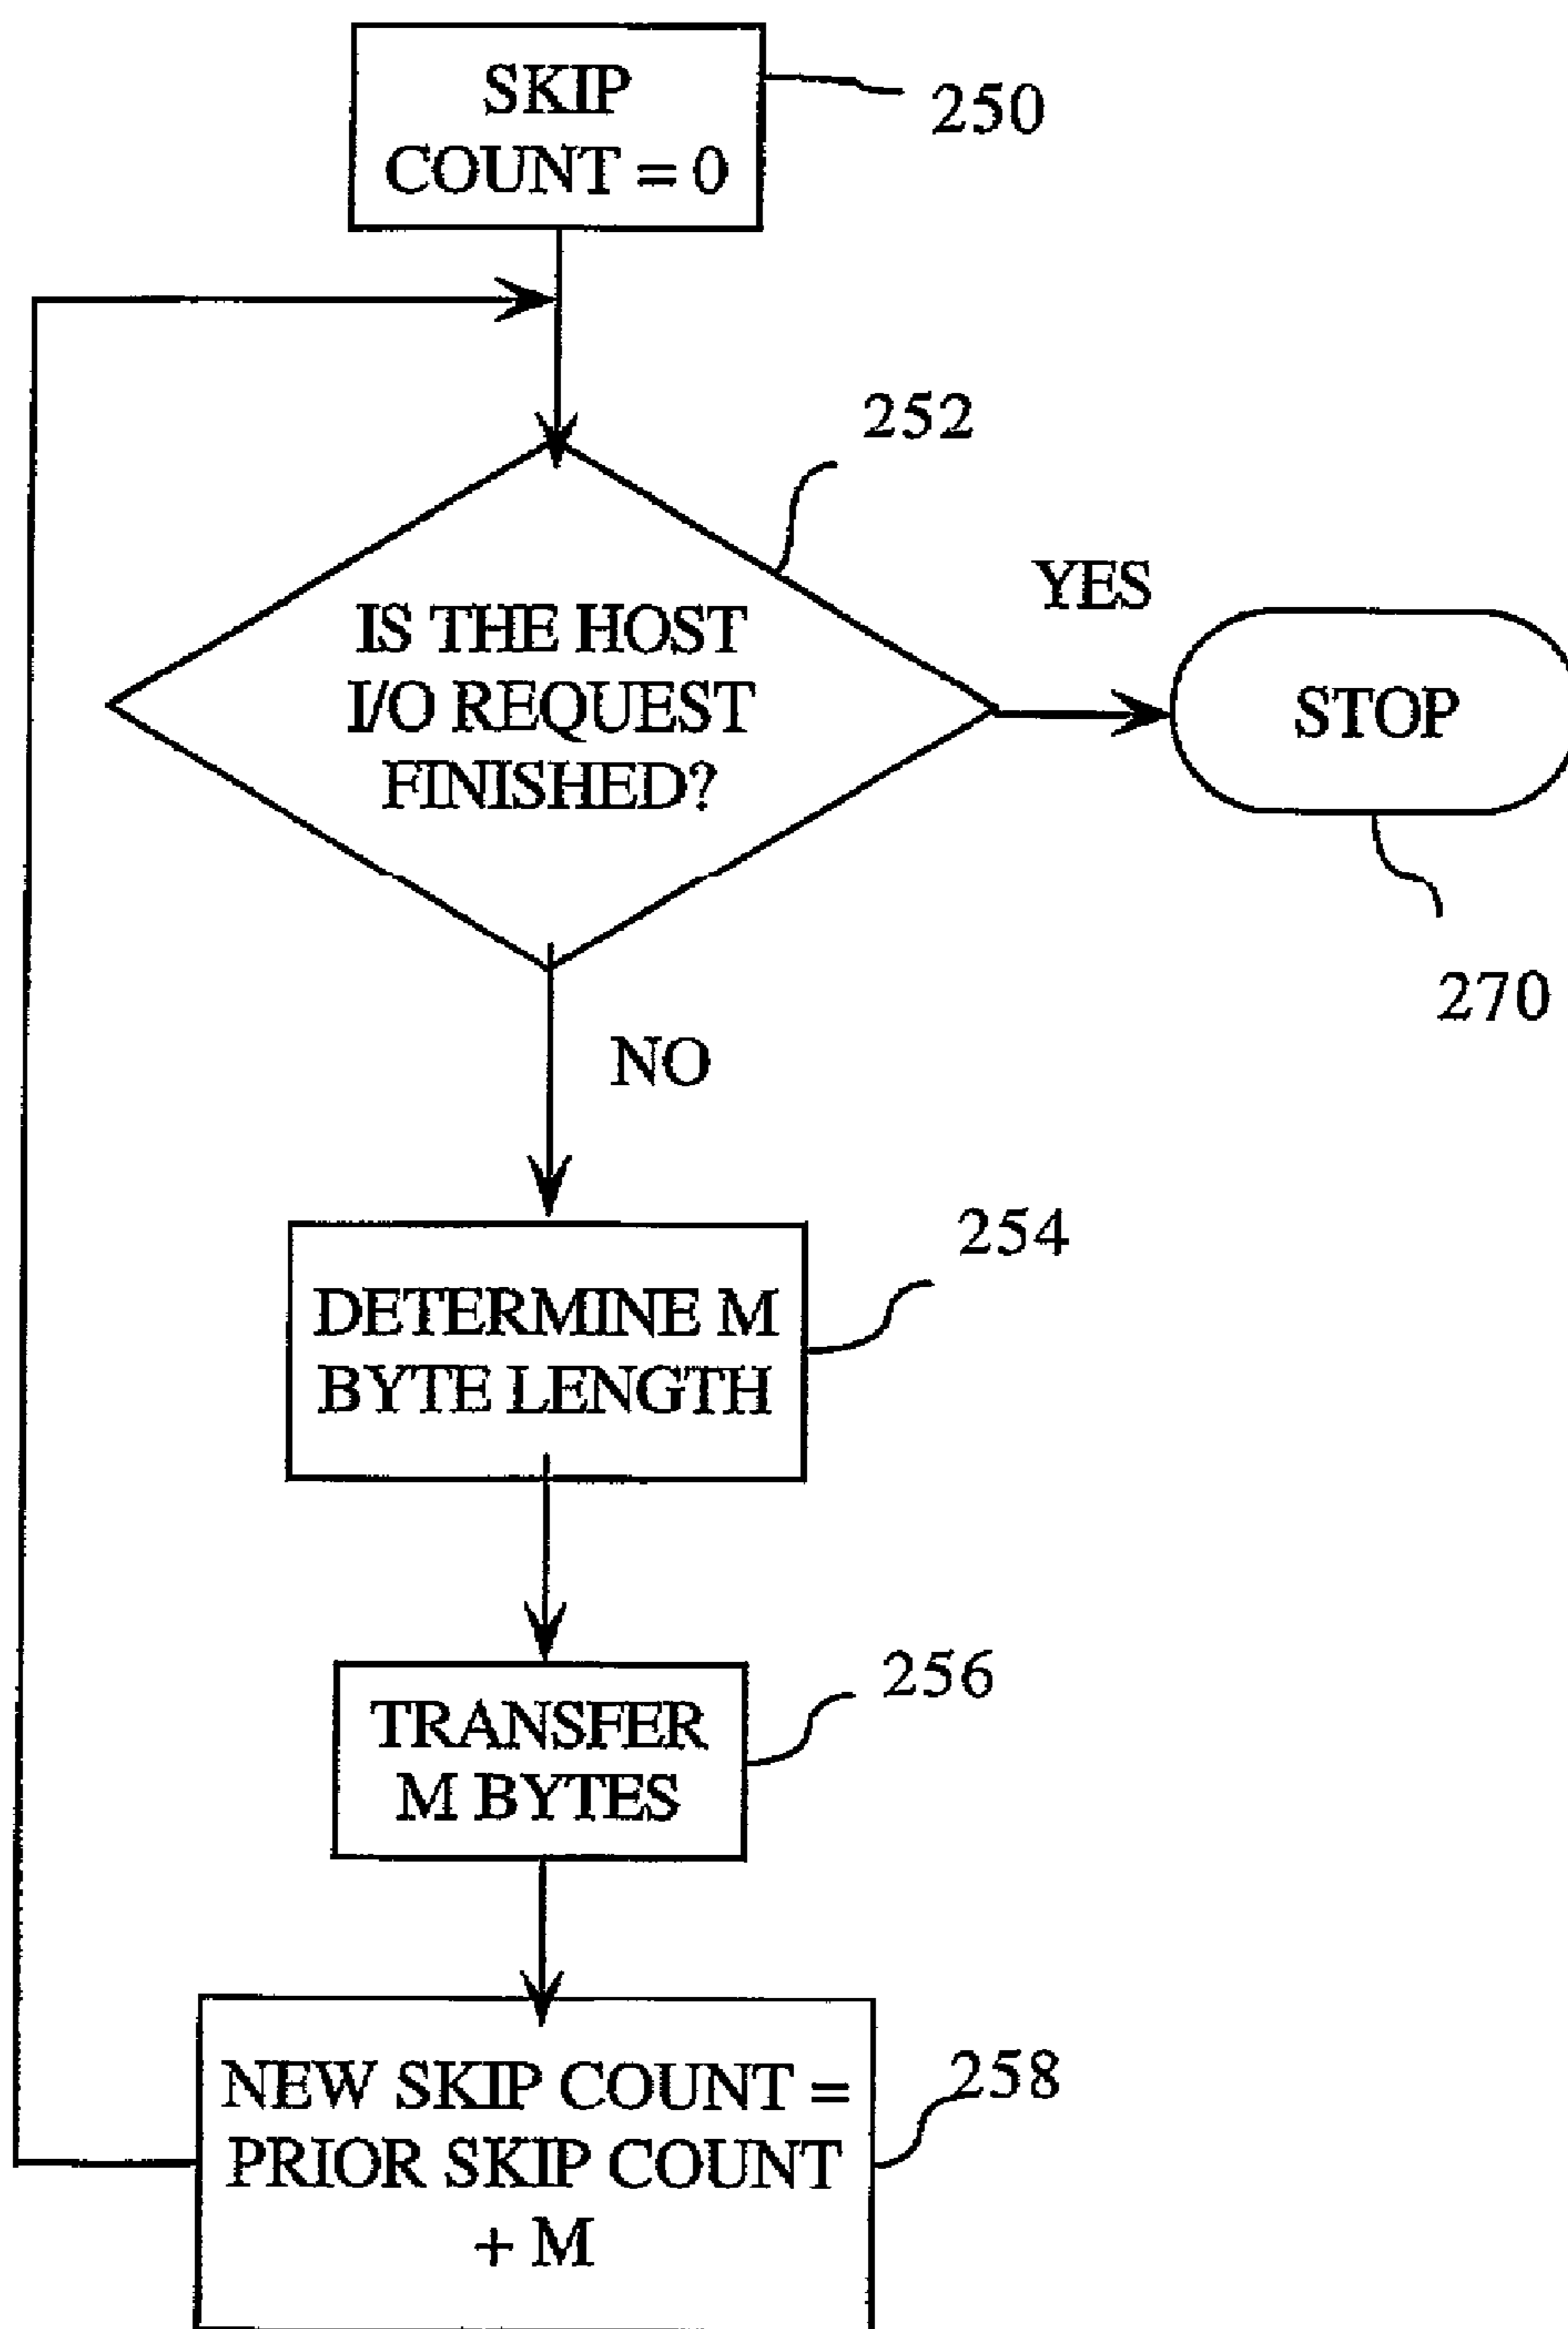 SKIP
COUNT = 0
250
252
IS THE HOST
I/O REQUEST
FINISHED?
YES
STOP
270
NO
254
DETERMINE M
BYTE LENGTH
256
TRANSFER
M BYTES
258
NEW SKIP COUNT =
PRIOR SKIP COUNT
+ M